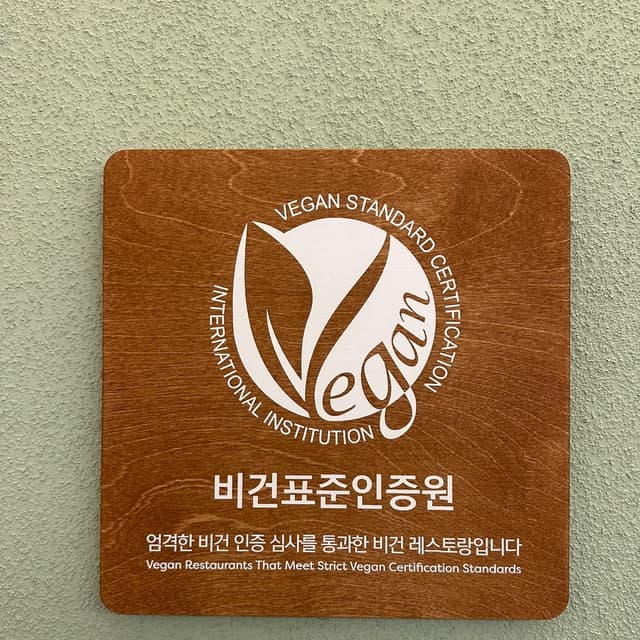 VEGAN STANDARD CERTIFICATION
INTERNATIONAL INSTITUTION
Vegan
비건표준인증원
엄격한 비건 인증 심사를 통과한 비건 레스토랑입니다
Vegan Restaurants That Meet Strict Vegan Certification Standards